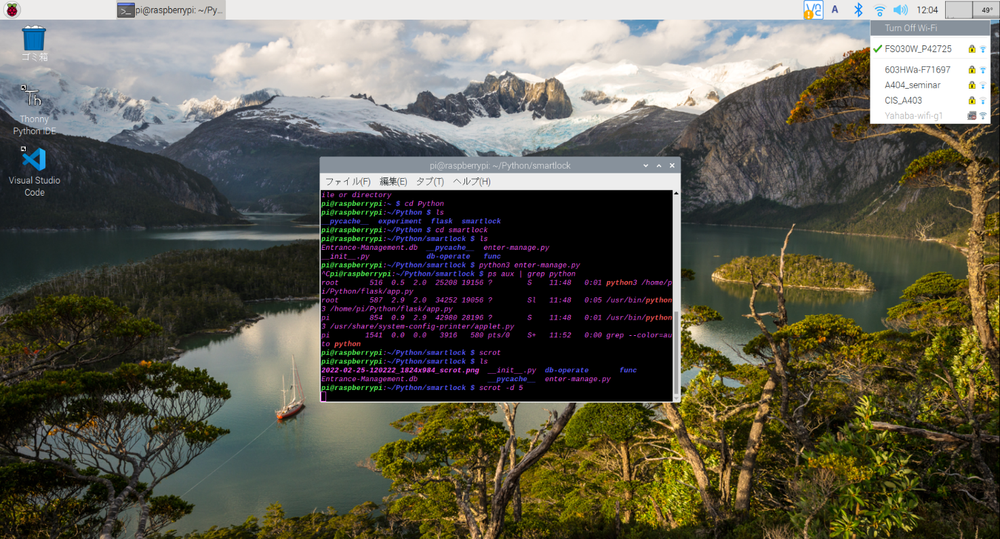 pi@raspberrypi: ~/Py...
VNC
A
12:04
49°
Turn Off Wi-Fi
FS030W_P42725
603HWa-F71697
A404_seminar
CIS_A403
Yahaba-wifi-g1
ゴミ箱
Th
Thonny
Python IDE
Visual Studio
Code
pi@raspberrypi: ~/Python/smartlock
ファイル(F) 編集(E) タブ(T) ヘルプ(H)
ile or directory
pi@raspberrypi:~ $ cd Python
pi@raspberrypi:~/Python $ ls
__pycache__ experiment flask smartlock
pi@raspberrypi:~/Python $ cd smartlock
pi@raspberrypi:~/Python/smartlock $ ls
Entrance-Management.db __pycache__ enter-manage.py
__init__.py db-operate func
pi@raspberrypi:~/Python/smartlock $ python3 enter-manage.py
^Cpi@raspberrypi:~/Python/smartlock $ ps aux | grep python
root 516 0.5 2.0 25208 19156 ? S 11:48 0:01 python3 /home/p
i/Python/flask/app.py
root 587 2.9 2.0 34252 19056 ? Sl 11:48 0:05 /usr/bin/python
3 /home/pi/Python/flask/app.py
pi 854 0.9 2.9 42980 28196 ? S 11:48 0:01 /usr/bin/python
3 /usr/share/system-config-printer/applet.py
pi 1541 0.0 0.0 3916 580 pts/0 S+ 11:52 0:00 grep --color=au
to python
pi@raspberrypi:~/Python/smartlock $ scrot
pi@raspberrypi:~/Python/smartlock $ ls
2022-02-25-120222_1824x984_scrot.png __init__.py db-operate func
Entrance-Management.db __pycache__ enter-manage.py
pi@raspberrypi:~/Python/smartlock $ scrot -d 5